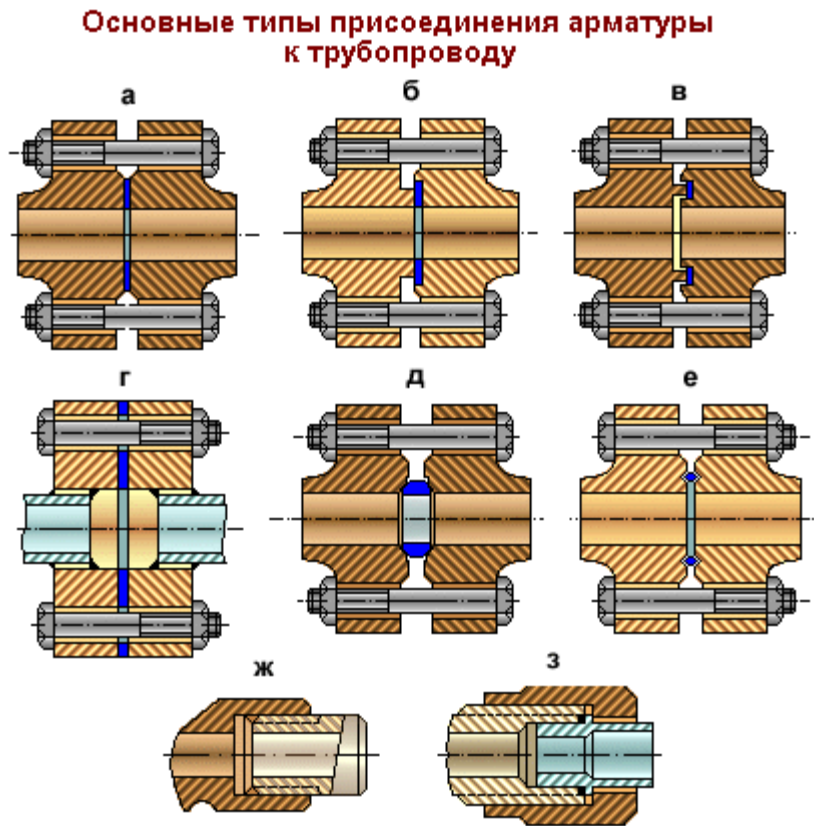 Основные типы присоединения арматуры
к трубопроводу
а б в
г д е
ж з